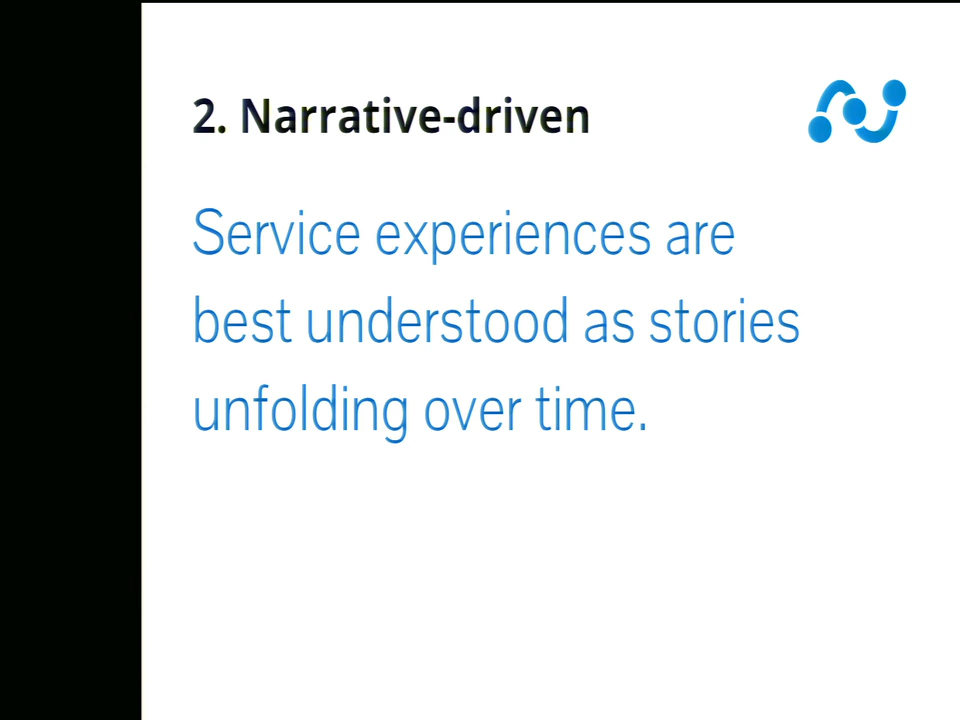 2. Narrative-driven
Service experiences are
best understood as stories
unfolding over time.